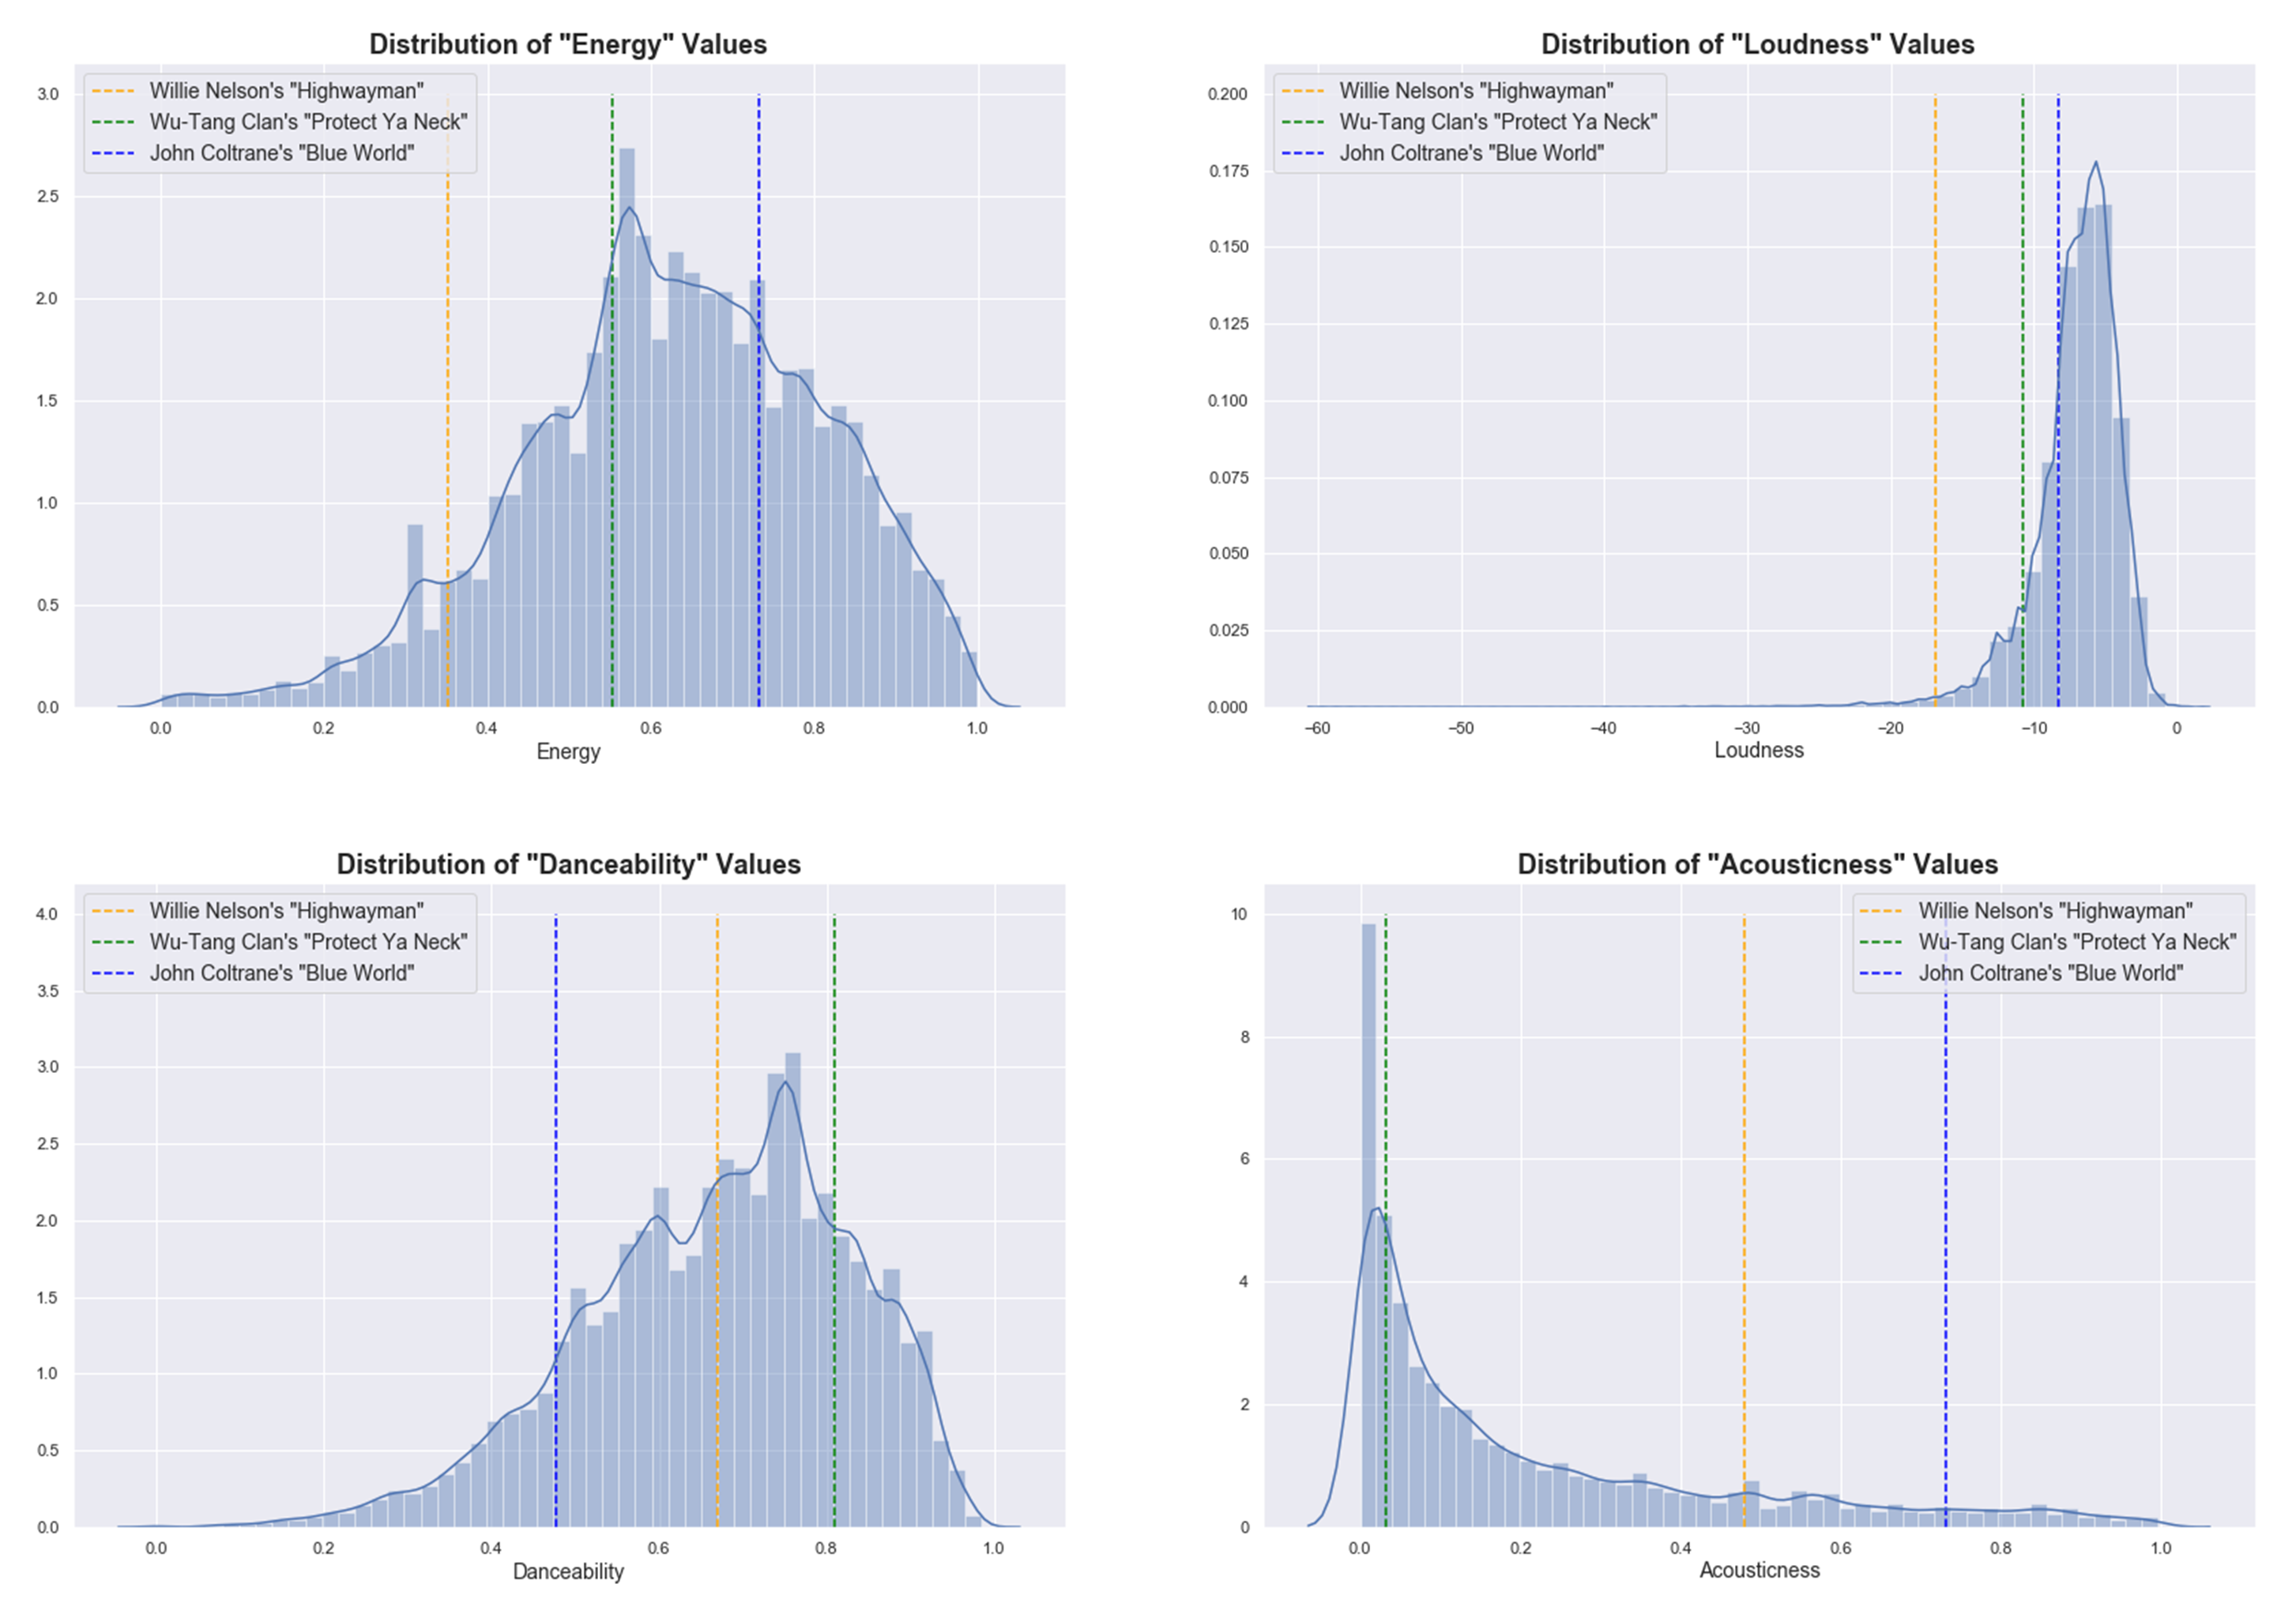 Distribution of "Energy" Values
Willie Nelson's "Highwayman"
Wu-Tang Clan's "Protect Ya Neck"
John Coltrane's "Blue World"
3.0
2.5
2.0
1.5
1.0
0.5
0.0
0.0 0.2 0.4 0.6 0.8 1.0
Energy
Distribution of "Loudness" Values
Willie Nelson's "Highwayman"
Wu-Tang Clan's "Protect Ya Neck"
John Coltrane's "Blue World"
0.200
0.175
0.150
0.125
0.100
0.075
0.050
0.025
0.000
−60 −50 −40 −30 −20 −10 0
Loudness
Distribution of "Danceability" Values
Willie Nelson's "Highwayman"
Wu-Tang Clan's "Protect Ya Neck"
John Coltrane's "Blue World"
4.0
3.5
3.0
2.5
2.0
1.5
1.0
0.5
0.0
0.0 0.2 0.4 0.6 0.8 1.0
Danceability
Distribution of "Acousticness" Values
Willie Nelson's "Highwayman"
Wu-Tang Clan's "Protect Ya Neck"
John Coltrane's "Blue World"
10
8
6
4
2
0
0.0 0.2 0.4 0.6 0.8 1.0
Acousticness